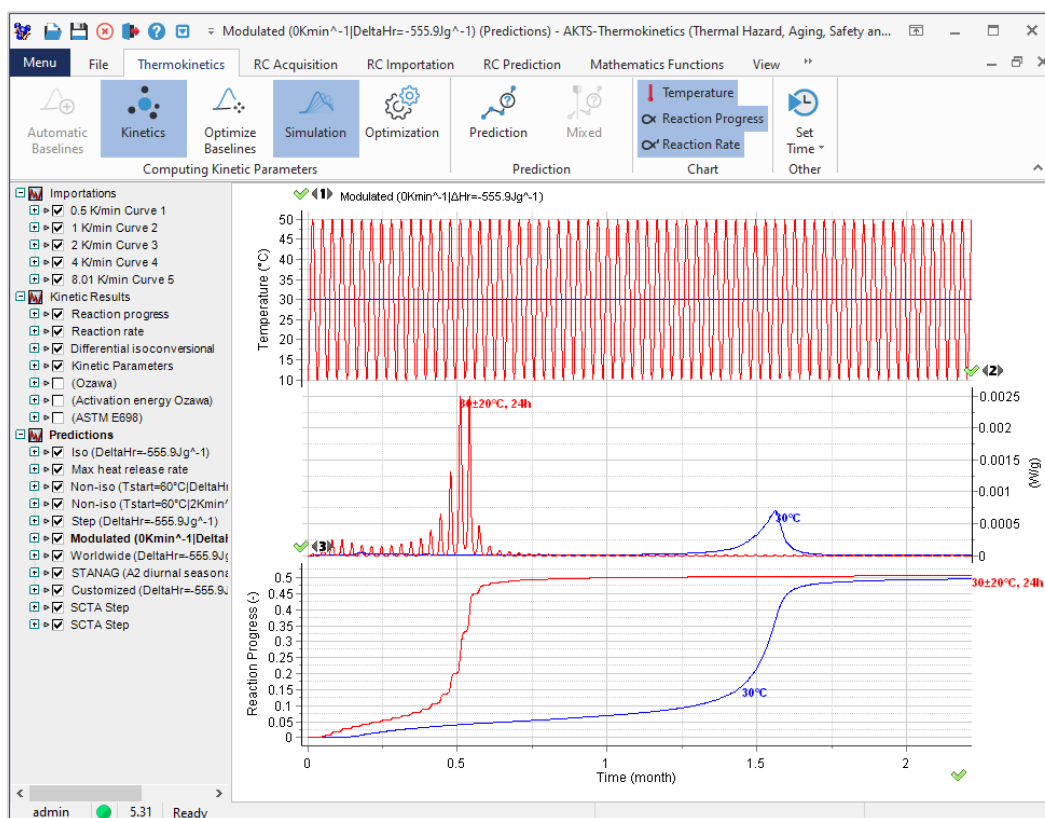 Modulated (0Kmin^-1|DeltaHr=-555.9Jg^-1) (Predictions) - AKTS-Thermokinetics (Thermal Hazard, Aging, Safety an...
Menu File Thermokinetics RC Acquisition RC Importation RC Prediction Mathematics Functions View
Automatic Baselines
Kinetics
Optimize Baselines
Simulation
Optimization
Computing Kinetic Parameters
Prediction
Mixed
Prediction
Temperature
α Reaction Progress
α' Reaction Rate
Chart
Set Time
Other
Importations
0.5 K/min Curve 1
1 K/min Curve 2
2 K/min Curve 3
4 K/min Curve 4
8.01 K/min Curve 5
Kinetic Results
Reaction progress
Reaction rate
Differential isoconversional
Kinetic Parameters
(Ozawa)
(Activation energy Ozawa)
(ASTM E698)
Predictions
Iso (DeltaHr=-555.9Jg^-1)
Max heat release rate
Non-iso (Tstart=60°C|DeltaHr
Non-iso (Tstart=60°C|2Kmin^
Step (DeltaHr=-555.9Jg^-1)
Modulated (0Kmin^-1|DeltaH
Worldwide (DeltaHr=-555.9Jg
STANAG (A2 diurnal seasona
Customized (DeltaHr=-555.9J
SCTA Step
SCTA Step
1 Modulated (0Kmin^-1|ΔHr=-555.9Jg^-1)
Temperature (°C)
50
45
40
35
30
25
20
15
10
2
30±20°C, 24h
30°C
3
0.0025
0.002
0.0015
0.001
0.0005
0
(W/g)
Reaction Progress (-)
0.5
0.45
0.4
0.35
0.3
0.25
0.2
0.15
0.1
0.05
0
30±20°C, 24h
30°C
0 0.5 1 1.5 2
Time (month)
admin 5.31 Ready